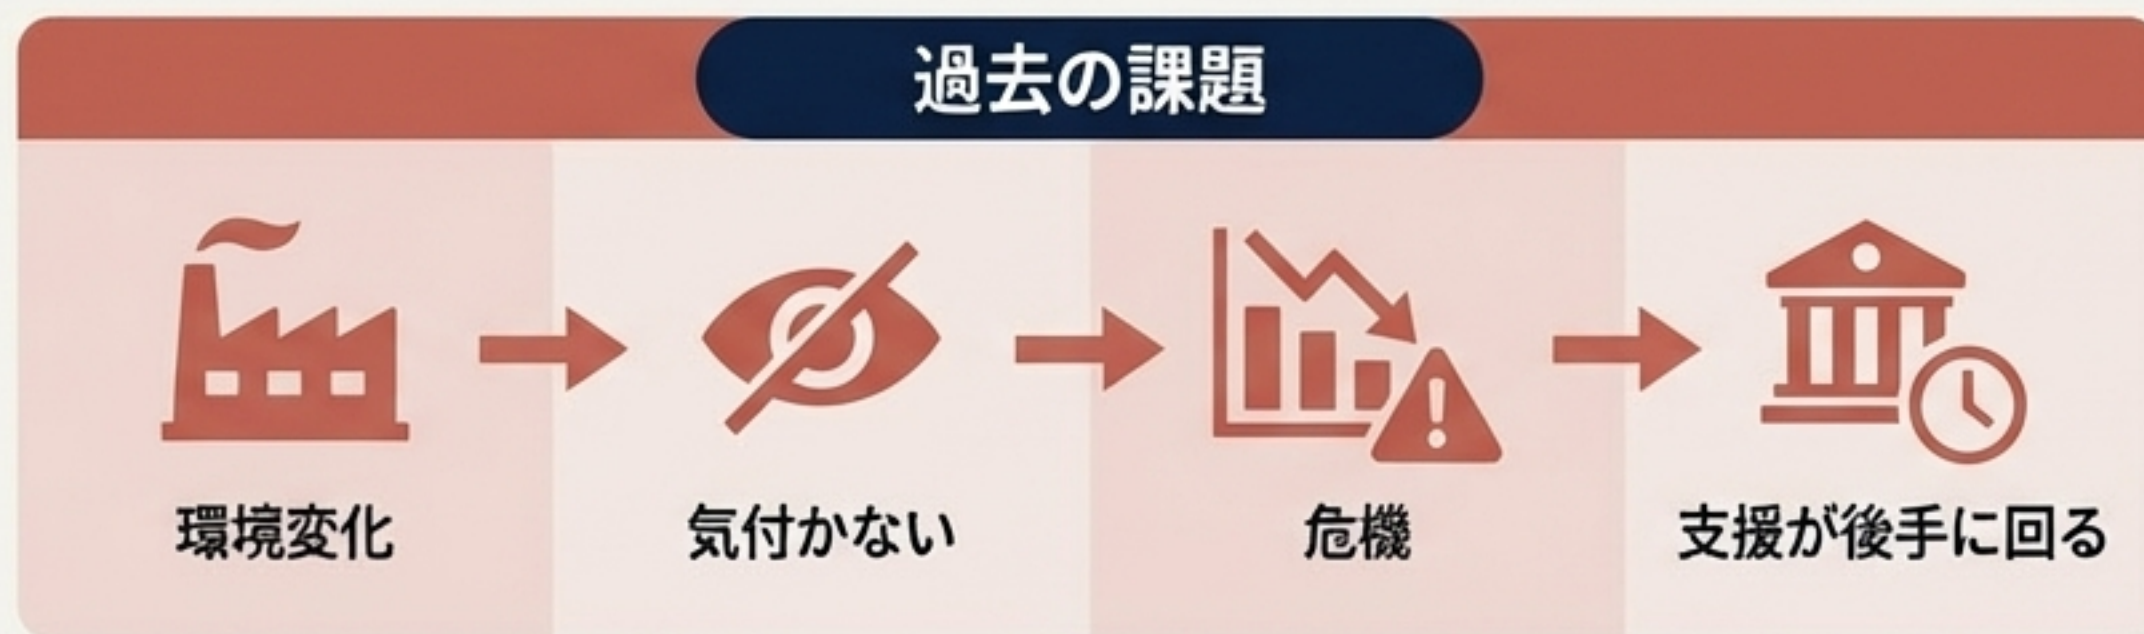 過去の課題
環境変化
気付かない
危機
支援が後手に回る